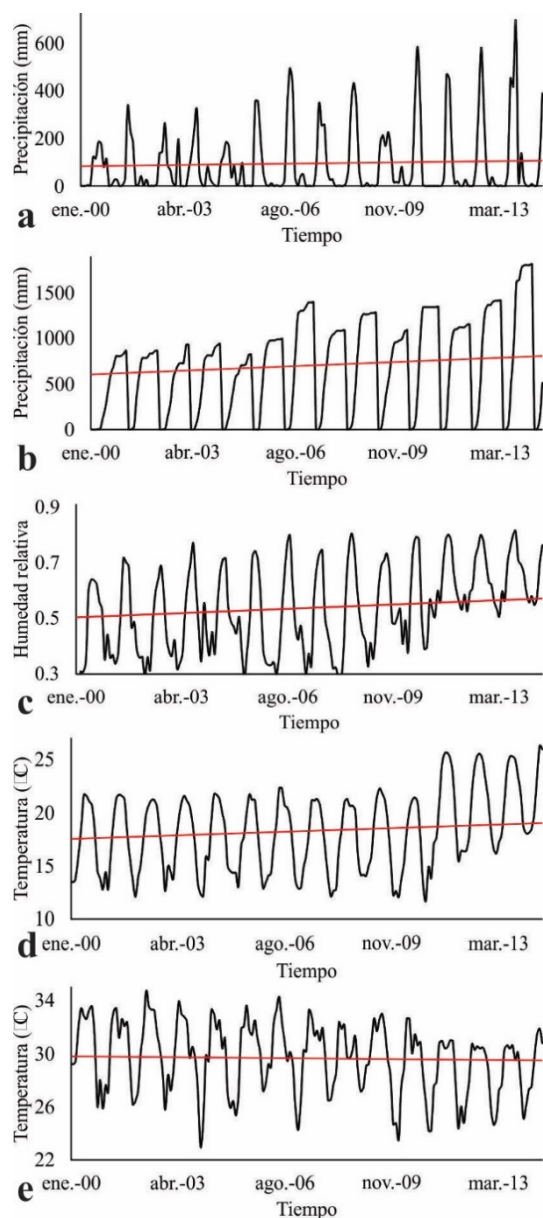 Precipitación (mm)
600
400
200
0
ene.-00 abr.-03 ago.-06 nov.-09 mar.-13
Tiempo
a
Precipitación (mm)
1500
1000
500
0
ene.-00 abr.-03 ago.-06 nov.-09 mar.-13
Tiempo
b
Humedad relativa
0.9
0.7
0.5
0.3
ene.-00 abr.-03 ago.-06 nov.-09 mar.-13
Tiempo
c
Temperatura (□C)
25
20
15
10
ene.-00 abr.-03 ago.-06 nov.-09 mar.-13
Tiempo
d
Temperatura (□C)
34
30
26
22
ene.-00 abr.-03 ago.-06 nov.-09 mar.-13
Tiempo
e